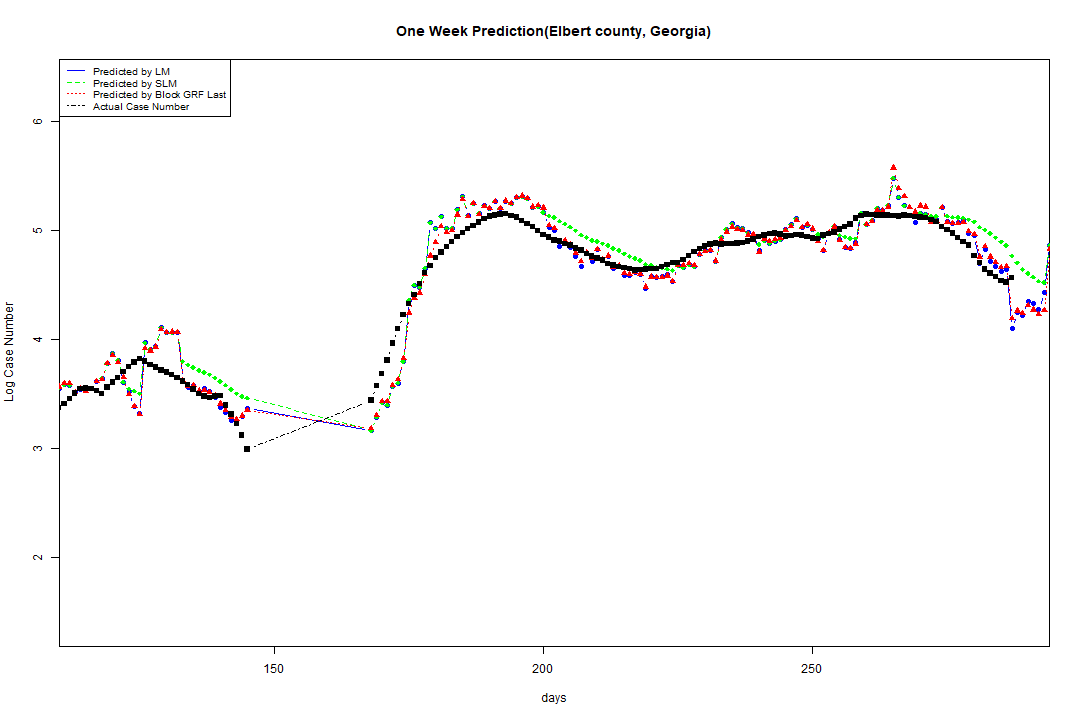 One Week Prediction(Elbert county, Georgia)
Predicted by LM
Predicted by SLM
Predicted by Block GRF Last
Actual Case Number
Log Case Number
6
5
4
3
2
150 200 250
days